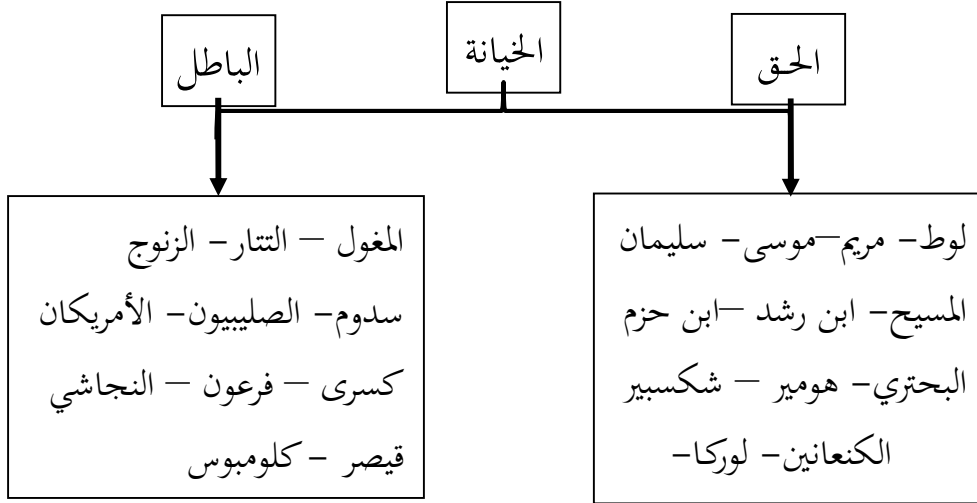 الحق
الخيانة
الباطل
لوط- مريم–موسى- سليمان
المسيح- ابن رشد –ابن حزم
البحتري- هومير – شكسبير
الكنعانين- لوركا-
المغول – التتار- الزنوج
سدوم- الصليبيون- الأمريكان
كسرى – فرعون – النجاشي
قيصر - كلومبوس